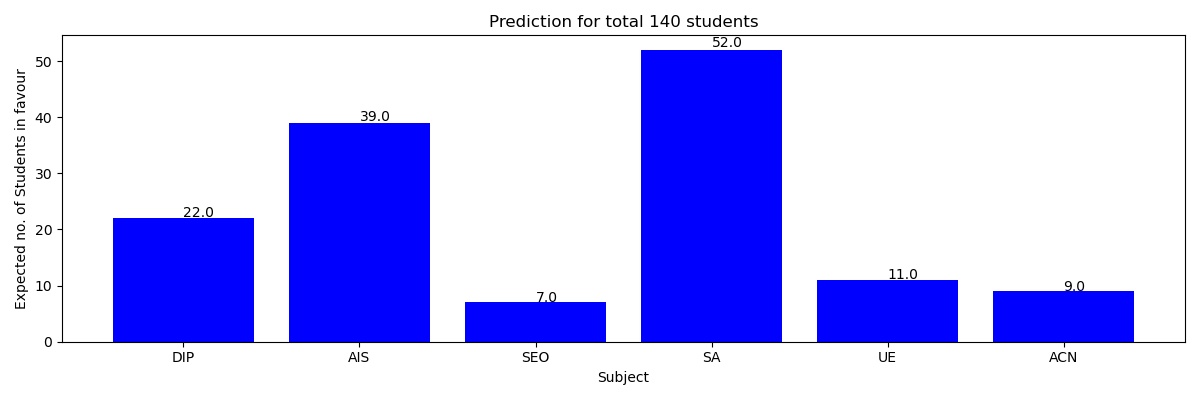 Prediction for total 140 students
Expected no. of Students in favour
50
40
30
20
10
0
22.0
39.0
7.0
52.0
11.0
9.0
DIP
AIS
SEO
SA
UE
ACN
Subject